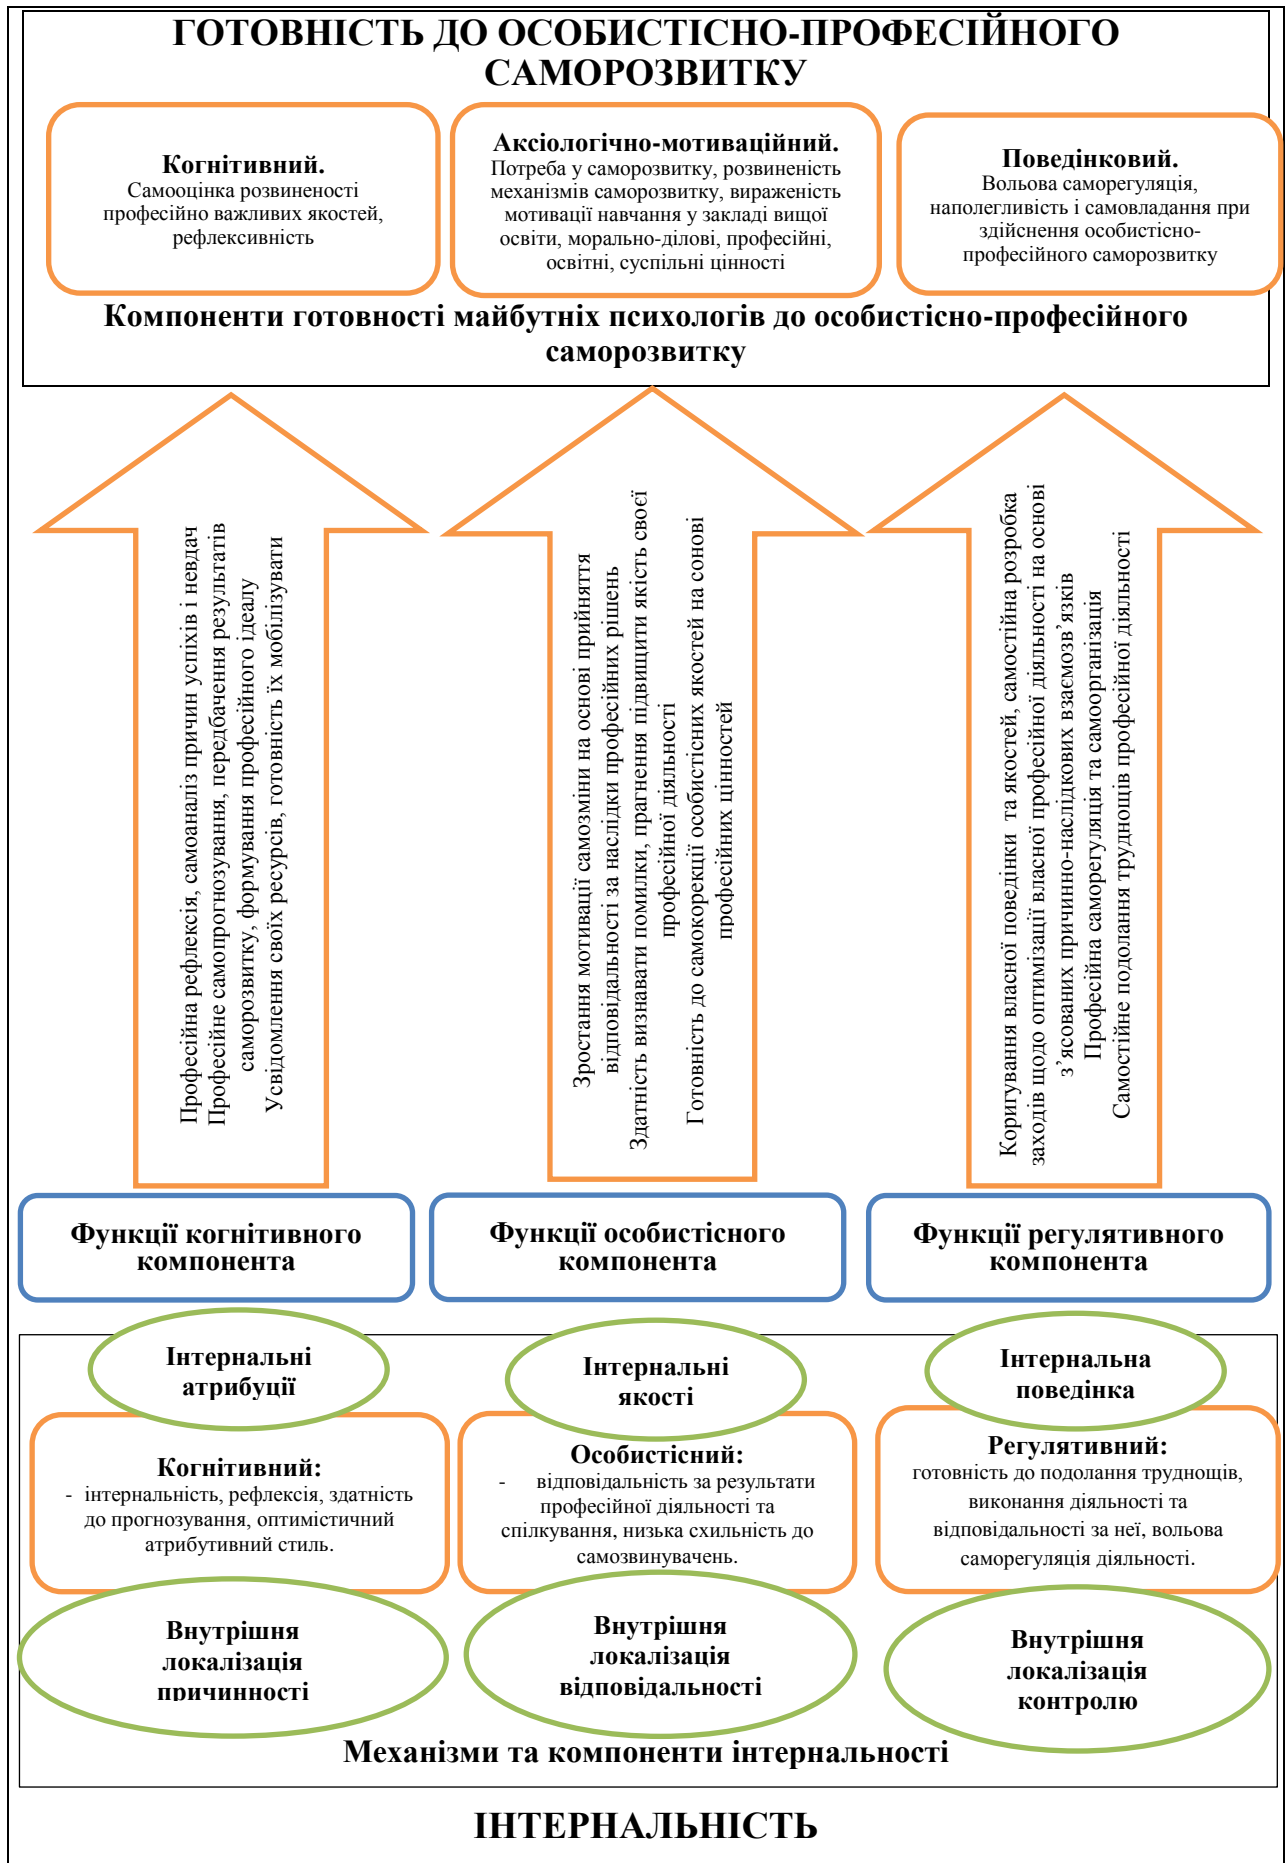 ГОТОВНІСТЬ ДО ОСОБИСТІСНО-ПРОФЕСІЙНОГО
САМОРОЗВИТКУ
Когнітивний.
Самооцінка розвиненості
професійно важливих якостей,
рефлексивність
Аксіологічно-мотиваційний.
Потреба у саморозвитку, розвиненість
механізмів саморозвитку, вираженість
мотивації навчання у закладі вищої
освіти, морально-ділові, професійні,
освітні, суспільні цінності
Поведінковий.
Вольова саморегуляція,
наполегливість і самовладання при
здійснення особистісно-
професійного саморозвитку
Компоненти готовності майбутніх психологів до особистісно-професійного
саморозвитку
Професійна рефлексія, самоаналіз причин успіхів і невдач
Професійне самопрогнозування, передбачення результатів
саморозвитку, формування професійного ідеалу
Усвідомлення своїх ресурсів, готовність їх мобілізувати
Зростання мотивації самозміни на основі прийняття
відповідальності за наслідки професійних рішень
Здатність визнавати помилки, прагнення підвищити якість своєї
професійної діяльності
Готовність до самокорекції особистісних якостей на сонові
професійних цінностей
Коригування власної поведінки та якостей, самостійна розробка
заходів щодо оптимізації власної професійної діяльності на основі
з’ясованих причинно-наслідкових взаємозв’язків
Професійна саморегуляція та самоорганізація
Самостійне подолання труднощів професійної діяльності
Функції когнітивного
компонента
Функції особистісного
компонента
Функції регулятивного
компонента
Інтернальні
атрибуції
Інтернальні
якості
Інтернальна
поведінка
Когнітивний:
- інтернальність, рефлексія, здатність
до прогнозування, оптимістичний
атрибутивний стиль.
Особистісний:
- відповідальність за результати
професійної діяльності та
спілкування, низька схильність до
самозвинувачень.
Регулятивний:
готовність до подолання труднощів,
виконання діяльності та
відповідальності за неї, вольова
саморегуляція діяльності.
Внутрішня
локалізація
причинності
Внутрішня
локалізація
відповідальності
Внутрішня
локалізація
контролю
Механізми та компоненти інтернальності
ІНТЕРНАЛЬНІСТЬ